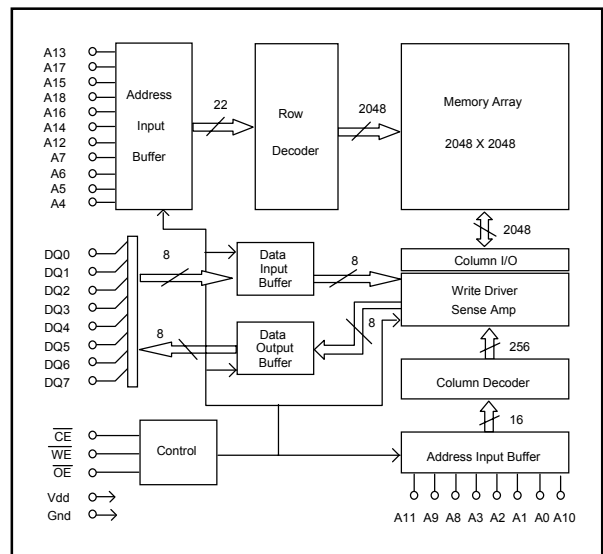 A13
A17
A15
A18
A16
A14
A12
A7
A6
A5
A4
Address
Input
Buffer
22
Row
Decoder
2048
Memory Array
2048 X 2048
2048
DQ0
DQ1
DQ2
DQ3
DQ4
DQ5
DQ6
DQ7
8
Data
Input
Buffer
8
Column I/O
Write Driver
Sense Amp
8
Data
Output
Buffer
8
256
Column Decoder
16
Address Input Buffer
CE
WE
OE
Control
Vdd
Gnd
A11 A9 A8 A3 A2 A1 A0 A10